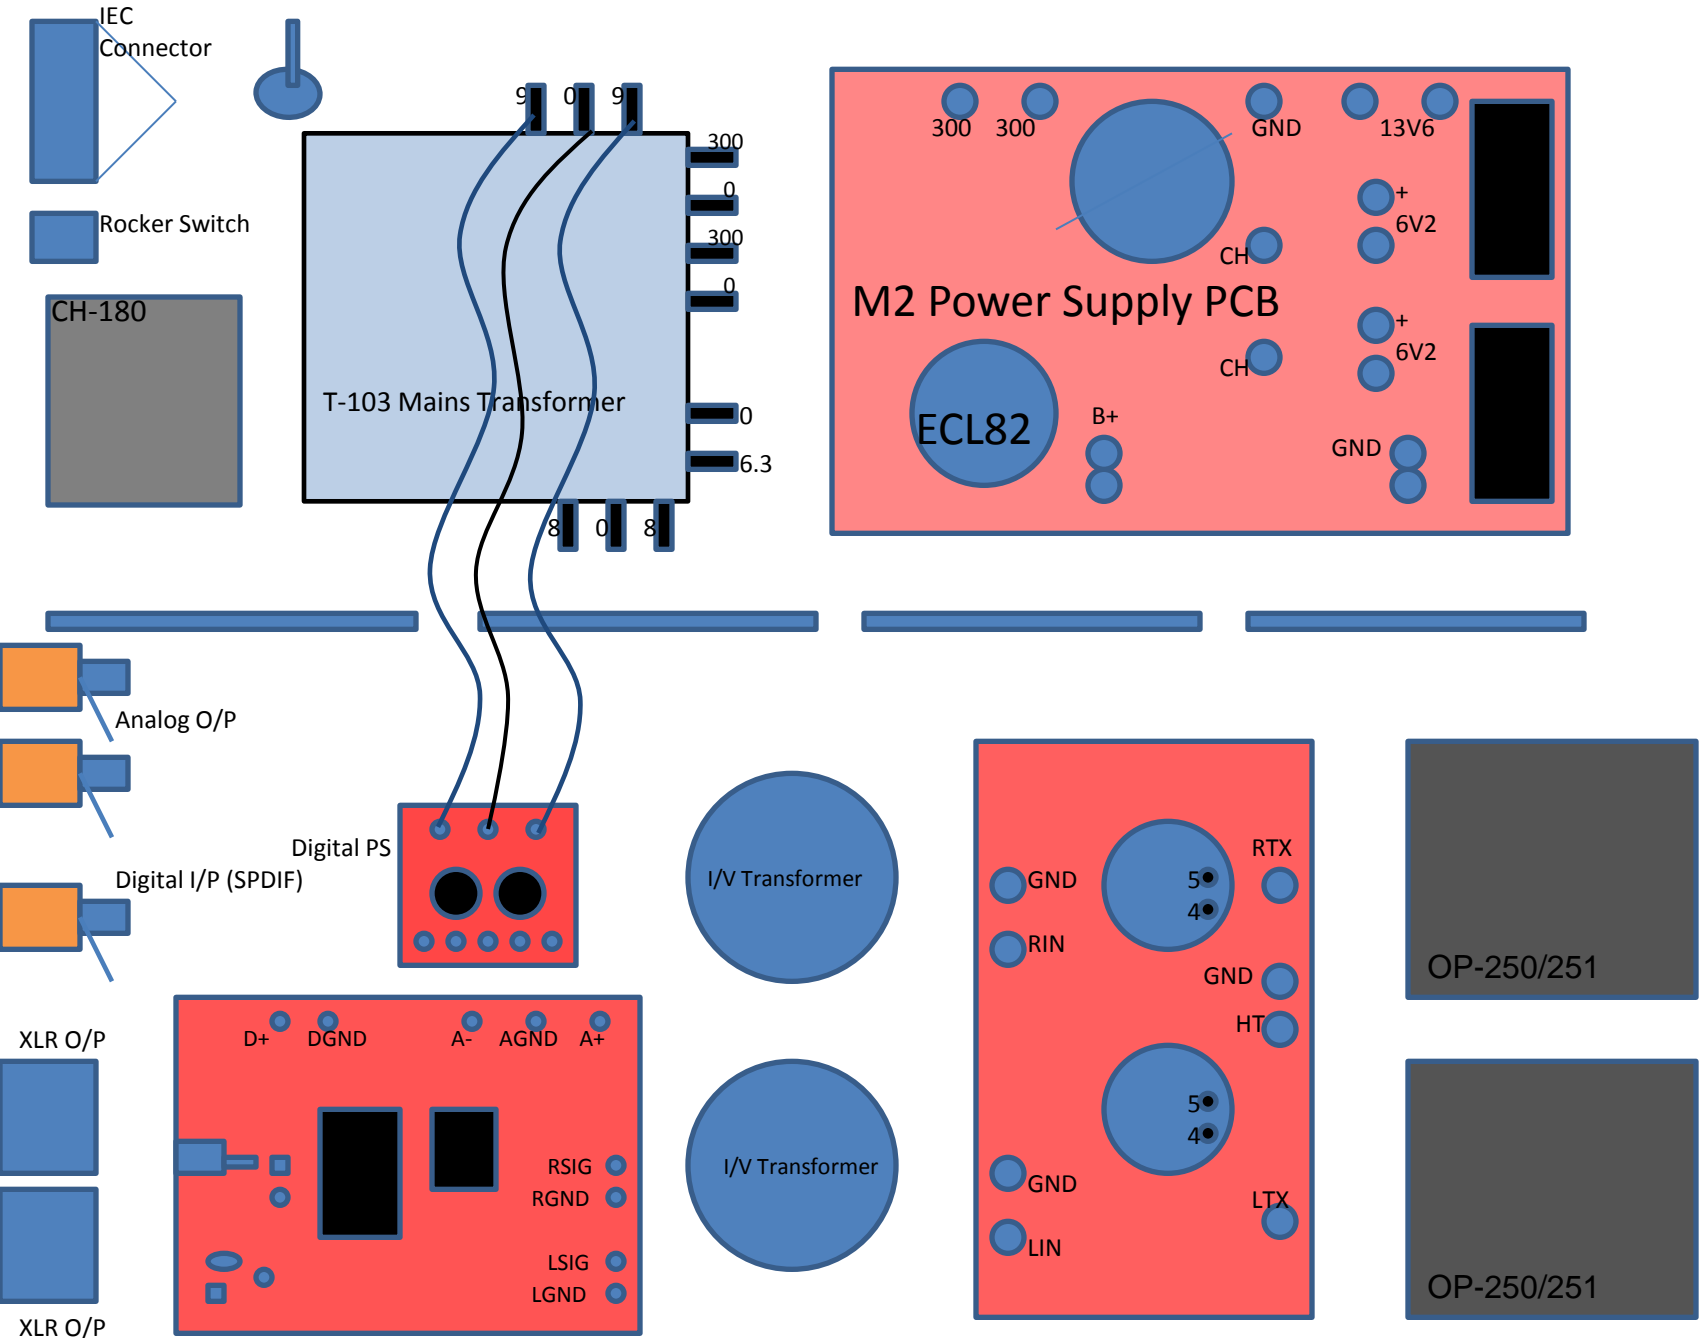 IEC
Connector
Rocker Switch
CH-180
9
0
9
300
0
300
0
T-103 Mains Transformer
0
6.3
8
0
8
300
300
GND
13V6
+
6V2
CH
M2 Power Supply PCB
+
6V2
CH
ECL82
B+
GND
Analog O/P
Digital PS
Digital I/P (SPDIF)
I/V Transformer
RTX
GND
5
4
RIN
GND
HT
OP-250/251
XLR O/P
D+
DGND
A-
AGND
A+
RSIG
RGND
LSIG
LGND
I/V Transformer
5
4
GND
LTX
LIN
OP-250/251
XLR O/P